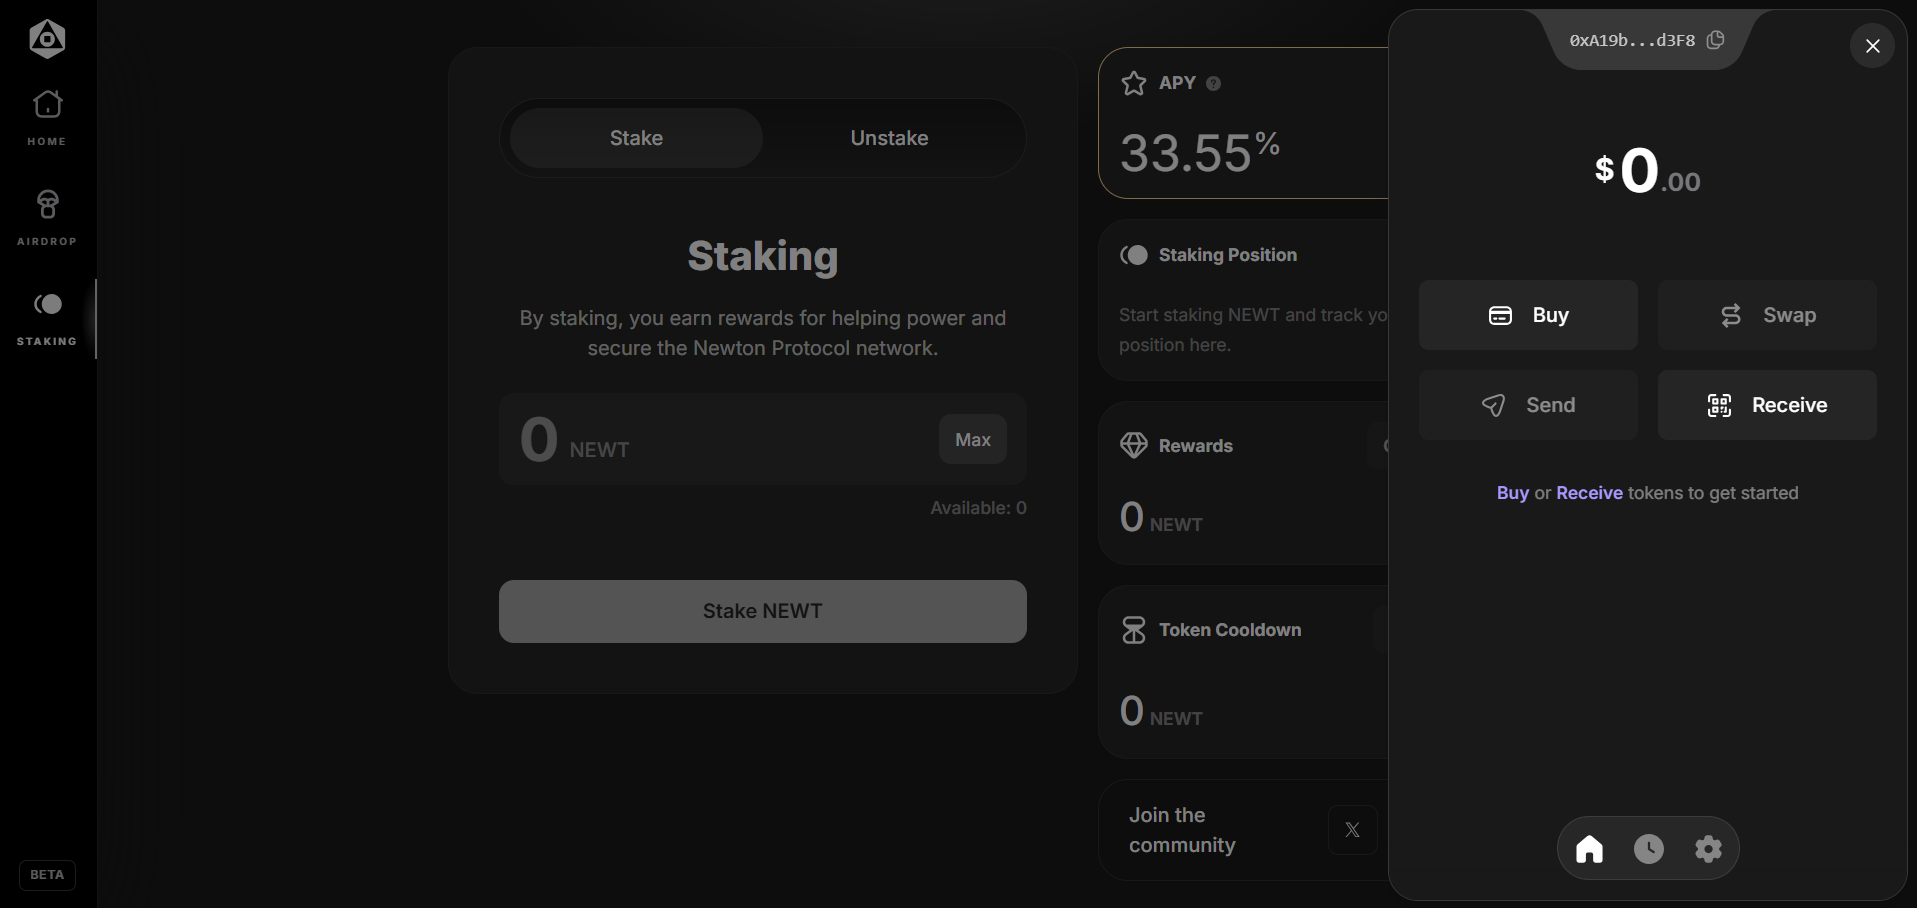 HOME
AIRDROP
STAKING
BETA
Stake
Unstake
Staking
By staking, you earn rewards for helping power and
secure the Newton Protocol network.
0 NEWT
Max
Available: 0
Stake NEWT
APY ?
33.55%
Staking Position
Start staking NEWT and track yo
position here.
Rewards
0 NEWT
Token Cooldown
0 NEWT
Join the
community
0xA19b...d3F8
$0.00
Buy
Swap
Send
Receive
Buy or Receive tokens to get started